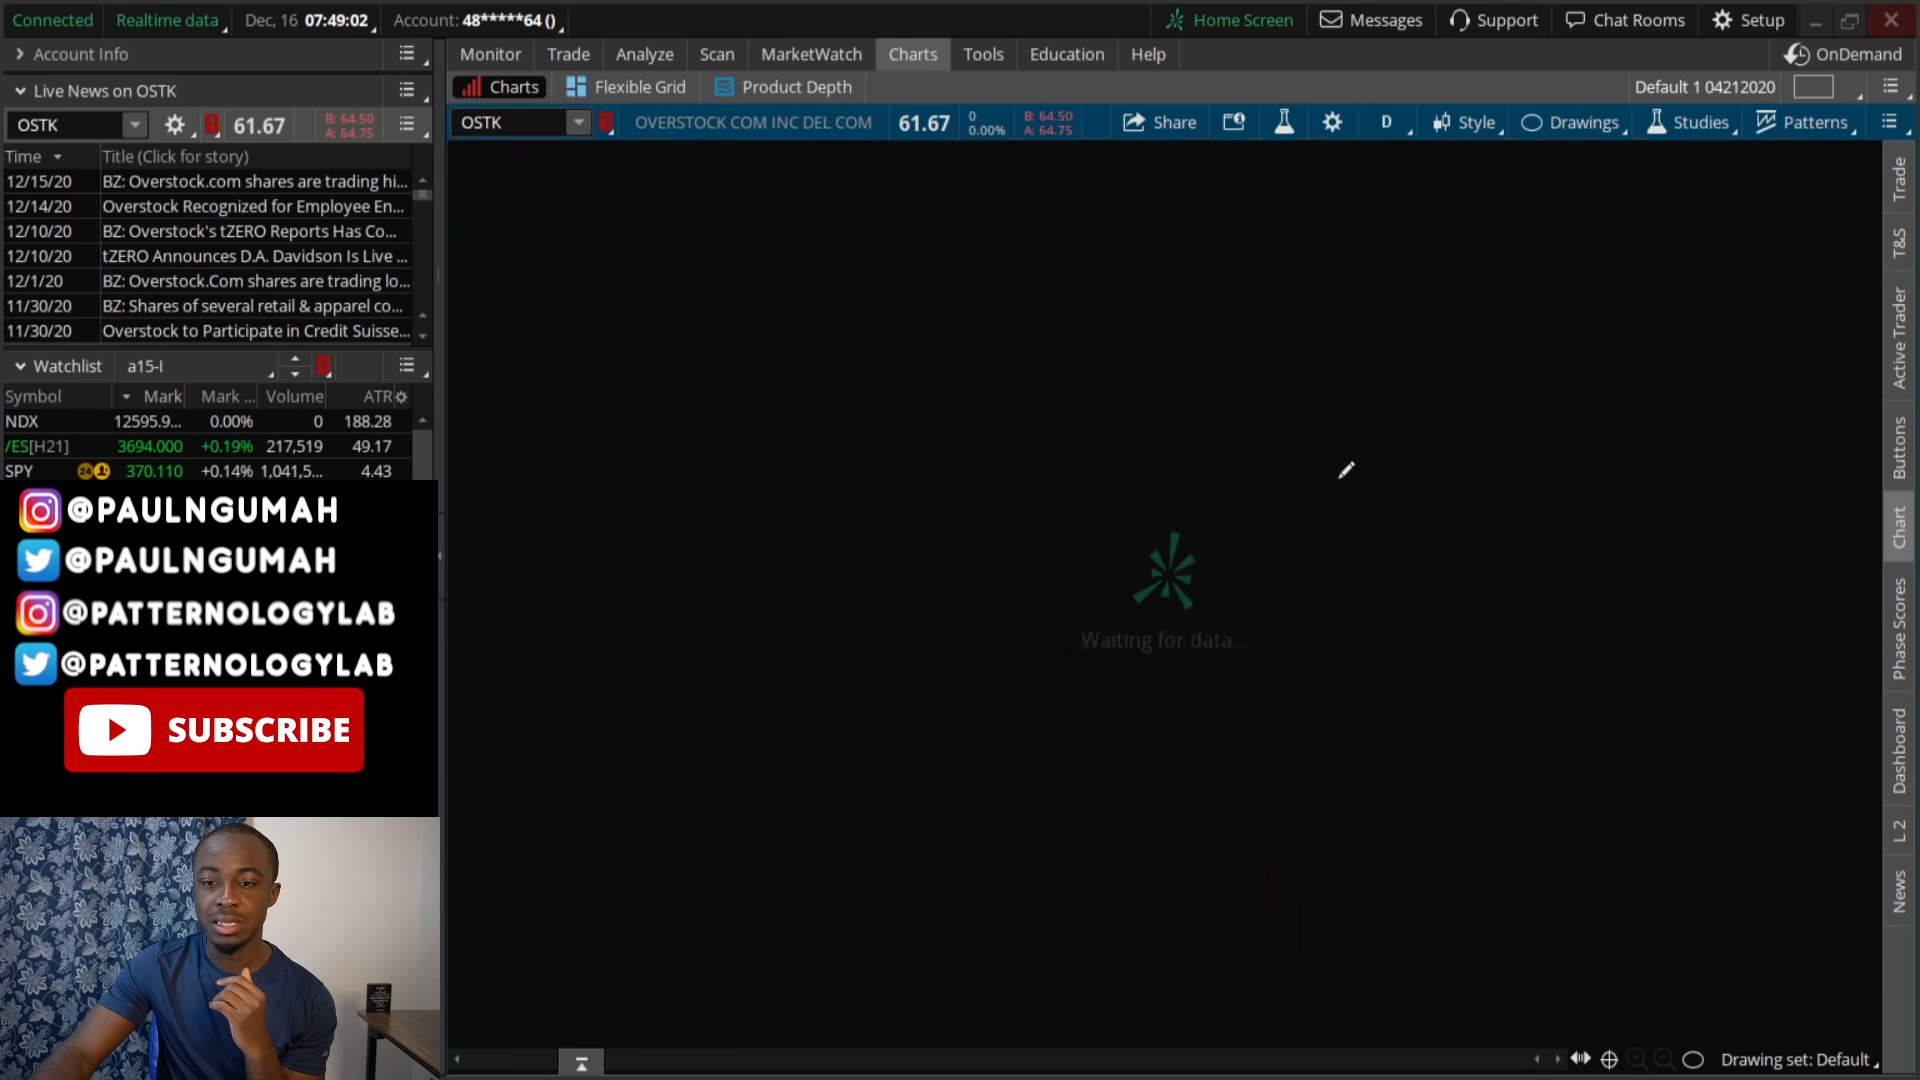 Connected Realtime data Dec, 16 07:49:02 Account: 48*****64 () Home Screen Messages Support Chat Rooms Setup
Account Info
Monitor Trade Analyze Scan MarketWatch Charts Tools Education Help OnDemand
Live News on OSTK
Charts Flexible Grid Product Depth Default 1 04212020
OSTK 61.67 B: 64.50 A: 64.75
OSTK OVERSTOCK COM INC DEL COM 61.67 0 0.00% B: 64.50 A: 64.75 Share D Style Drawings Studies Patterns
Time Title (Click for story)
12/15/20 BZ: Overstock.com shares are trading hi...
12/14/20 Overstock Recognized for Employee En...
12/10/20 BZ: Overstock's tZERO Reports Has Co...
12/10/20 tZERO Announces D.A. Davidson Is Live ...
12/1/20 BZ: Overstock.Com shares are trading lo...
11/30/20 BZ: Shares of several retail & apparel co...
11/30/20 Overstock to Participate in Credit Suisse...
Watchlist a15-I
Symbol Mark Mark ... Volume ATR
NDX 12595.9... 0.00% 0 188.28
/ES[H21] 3694.000 +0.19% 217,519 49.17
SPY 24 370.110 +0.14% 1,041,5... 4.43
@PAULNGUMAH
@PAULNGUMAH
@PATTERNOLOGYLAB
@PATTERNOLOGYLAB
SUBSCRIBE
Waiting for data...
Trade
T&S
Active Trader
Buttons
Chart
Phase Scores
Dashboard
L 2
News
Drawing set: Default